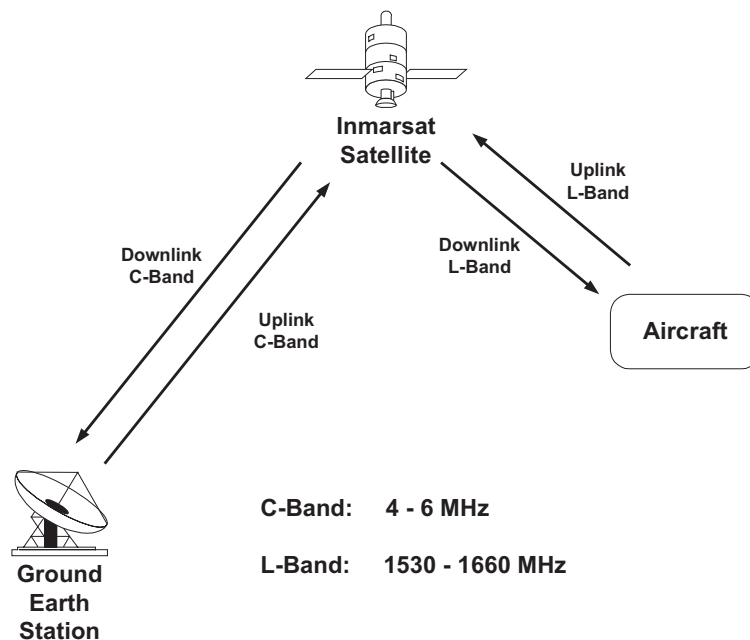 Inmarsat
Satellite
Uplink
L-Band
Downlink
C-Band
Downlink
L-Band
Uplink
C-Band
Aircraft
C-Band: 4 - 6 MHz
L-Band: 1530 - 1660 MHz
Ground
Earth
Station